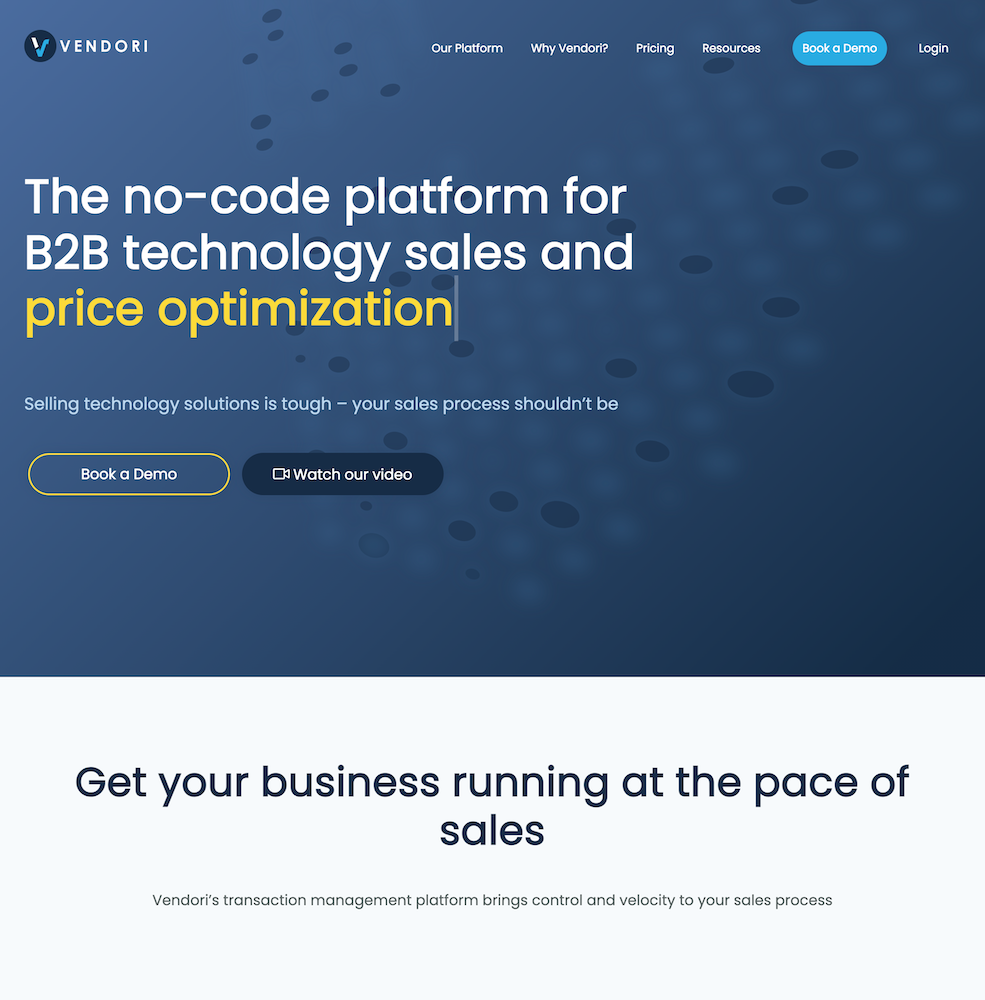 VENDORI
Our Platform
Why Vendori?
Pricing
Resources
Book a Demo
Login
The no-code platform for
B2B technology sales and
price optimization
Selling technology solutions is tough – your sales process shouldn’t be
Book a Demo
Watch our video
Get your business running at the pace of
sales
Vendori’s transaction management platform brings control and velocity to your sales process